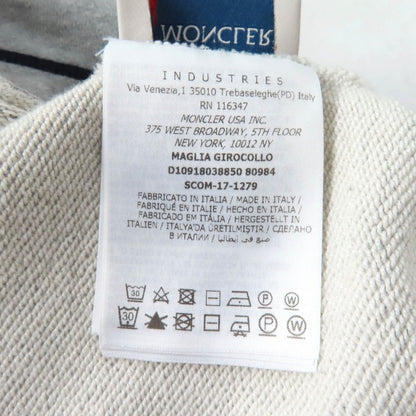 MONCLER
INDUSTRIES
Via Venezia,1 35010 Trebaseleghe(PD) Italy
RN 116347
MONCLER USA INC.
375 WEST BROADWAY, 5TH FLOOR
NEW YORK, 10012 NY
MAGLIA GIROCOLLO
D10918038850 80984
SCOM-17-1279
FABBRICATO IN ITALIA / MADE IN ITALY /
FABRIQUÉ EN ITALIE / HECHO EN ITALIA /
FABRICADO EM ITÁLIA / HERGESTELLT IN
ITALIEN / ITALYA'DA ÜRETILMIŞTIR / СДЕЛАНО
В ИТАЛИИ / صنع في إيطاليا
30 P W
30 P W